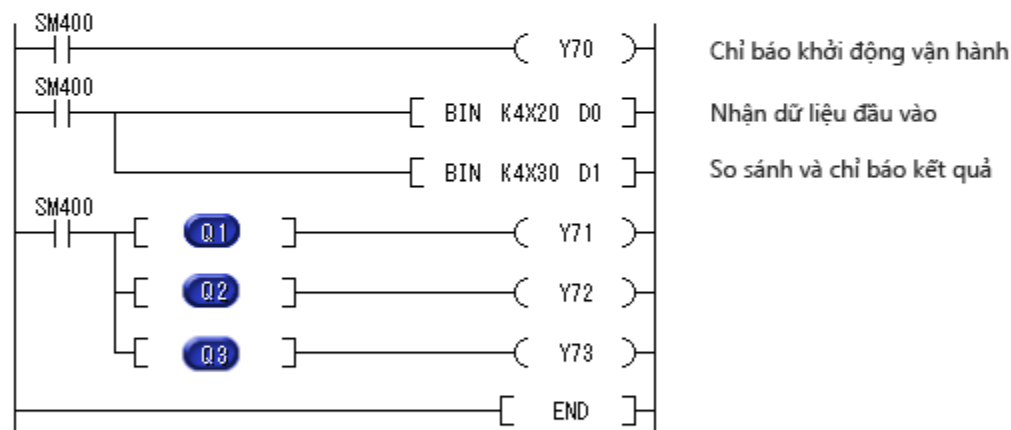 SM400
Y70 Chỉ báo khởi động vận hành
SM400
BIN K4X20 D0 Nhận dữ liệu đầu vào
BIN K4X30 D1 So sánh và chỉ báo kết quả
SM400
Q1 Y71
Q2 Y72
Q3 Y73
END